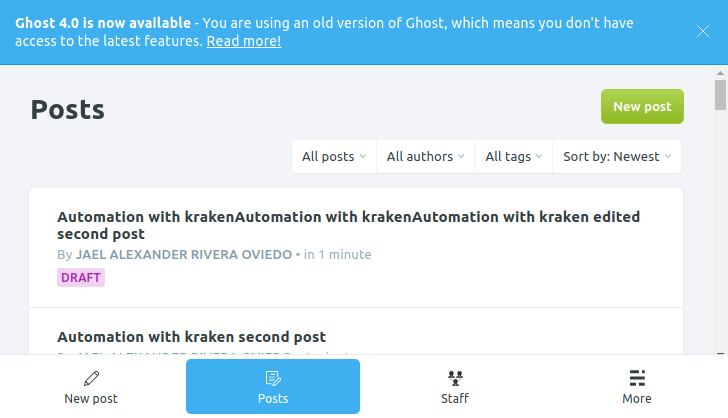 Ghost 4.0 is now available - You are using an old version of Ghost, which means you don't have
access to the latest features. Read more!
Posts
New post
All posts
All authors
All tags
Sort by: Newest
Automation with krakenAutomation with krakenAutomation with kraken edited
second post
By JAEL ALEXANDER RIVERA OVIEDO • in 1 minute
DRAFT
Automation with kraken second post
New post
Posts
Staff
More